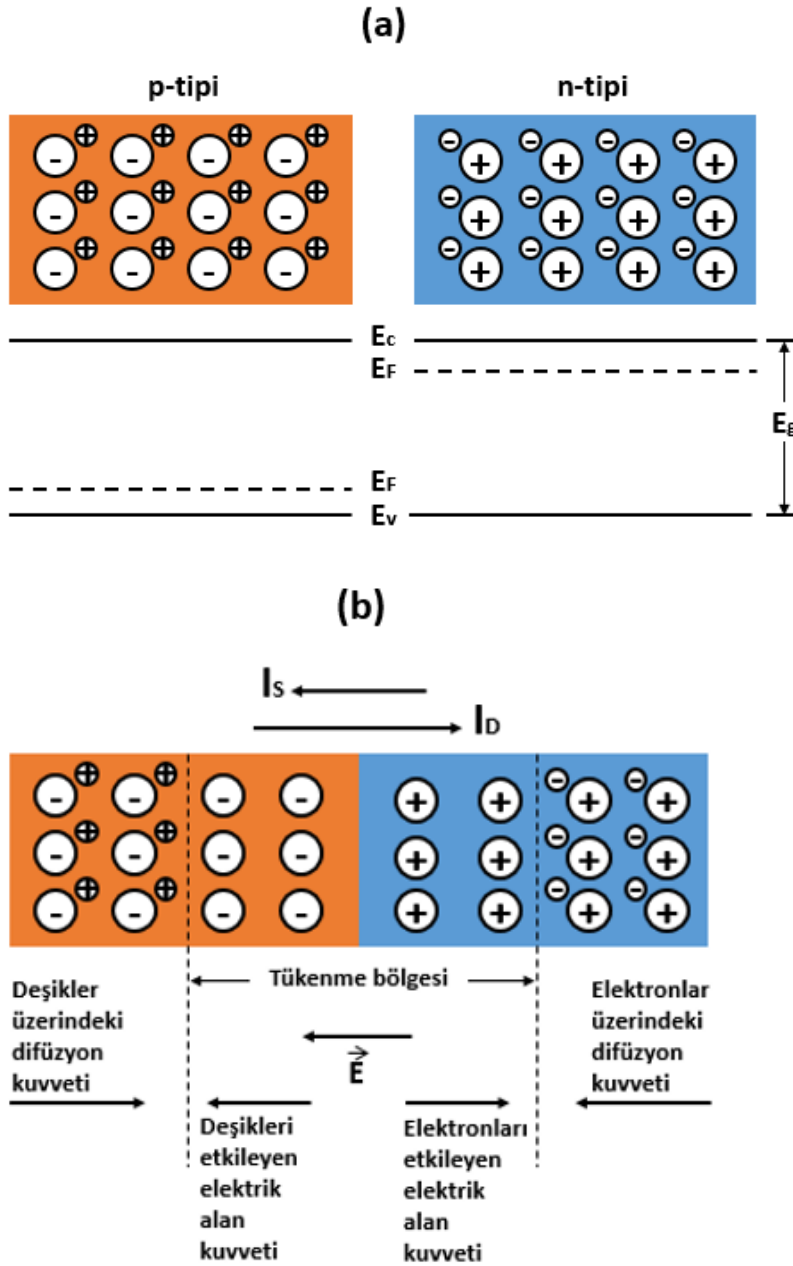 (a)
p-tipi
n-tipi
Ec
EF
Eg
EF
Ev
(b)
IS
ID
Tükenme bölgesi
Deşikler
üzerindeki
difüzyon
kuvveti
E
Elektronlar
üzerindeki
difüzyon
kuvveti
Deşikleri
etkileyen
elektrik
alan
kuvveti
Elektronları
etkileyen
elektrik
alan
kuvveti